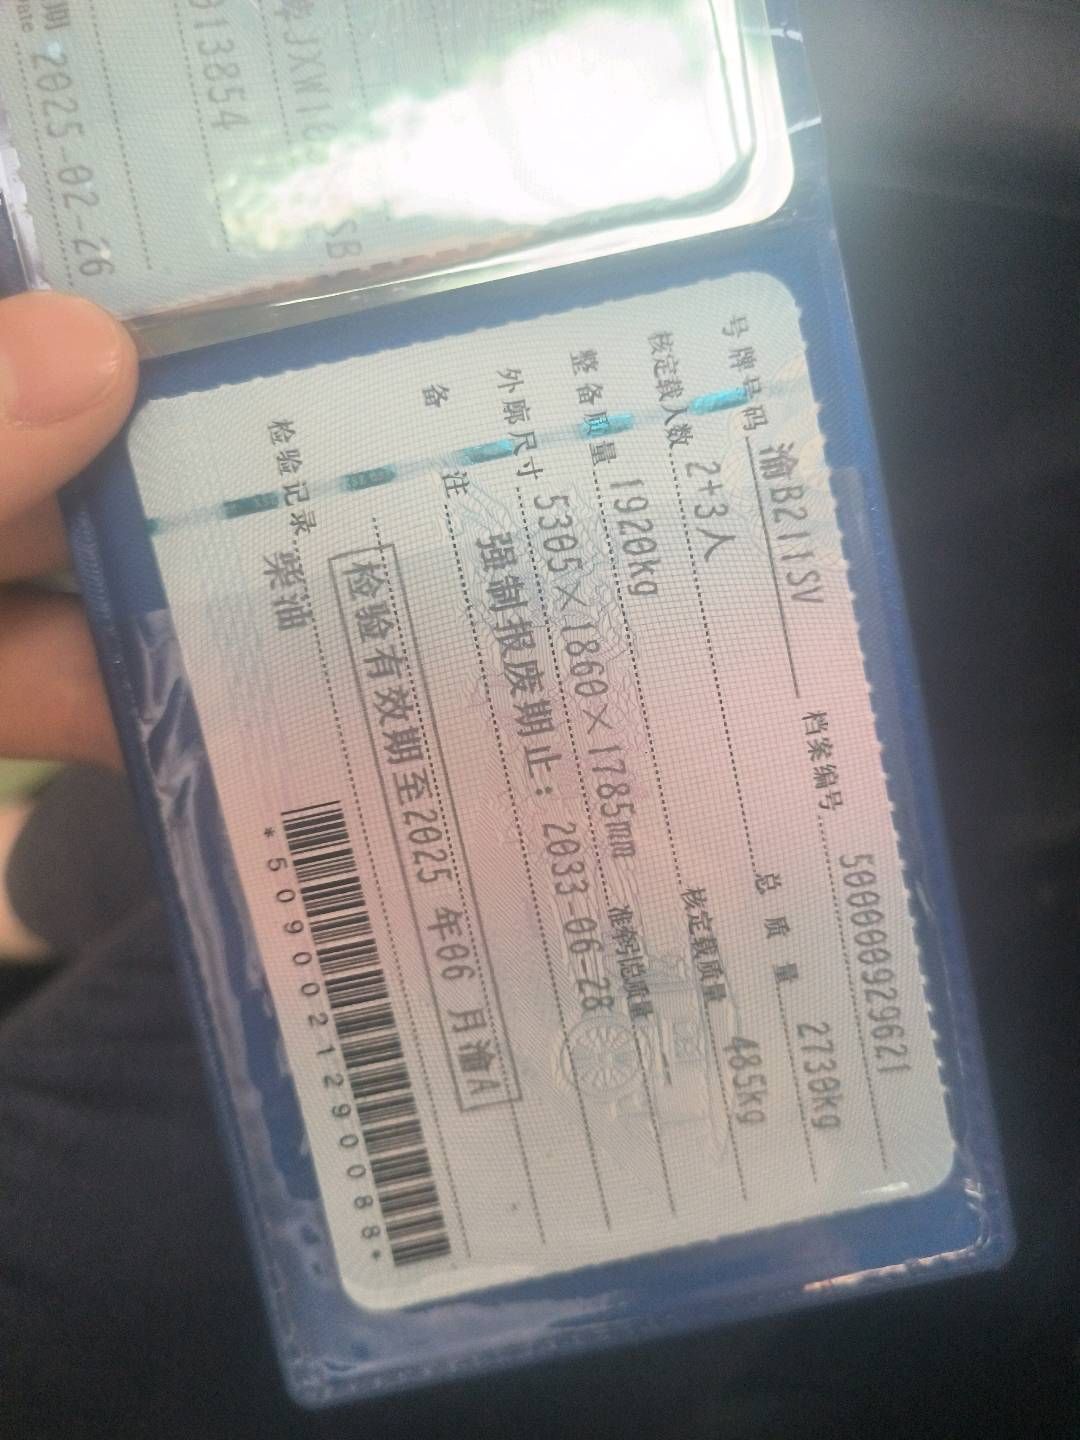 2025-02-26
013854
号牌号码 渝B211SV 档案编号 500000929621
核定载人数 2+3人 总质量 2730kg
整备质量 1920kg 核定载质量 485kg
外廓尺寸 5305×1860×1785mm 准牵引总质量
备注 强制报废期止：2033-06-28
检验有效期至2025年06月渝A
检验记录 柴油
*5090021290088*